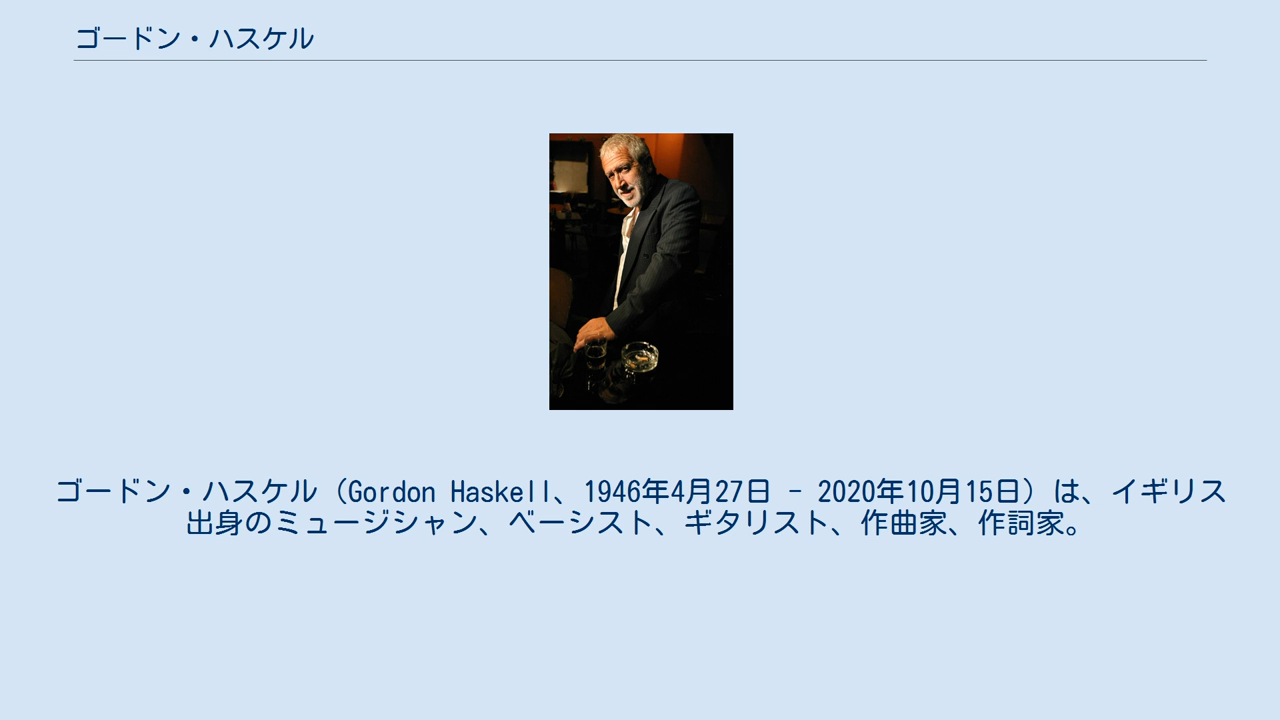 ゴードン・ハスケル
ゴードン・ハスケル（Gordon Haskell、1946年4月27日 - 2020年10月15日）は、イギリス
出身のミュージシャン、ベーシスト、ギタリスト、作曲家、作詞家。